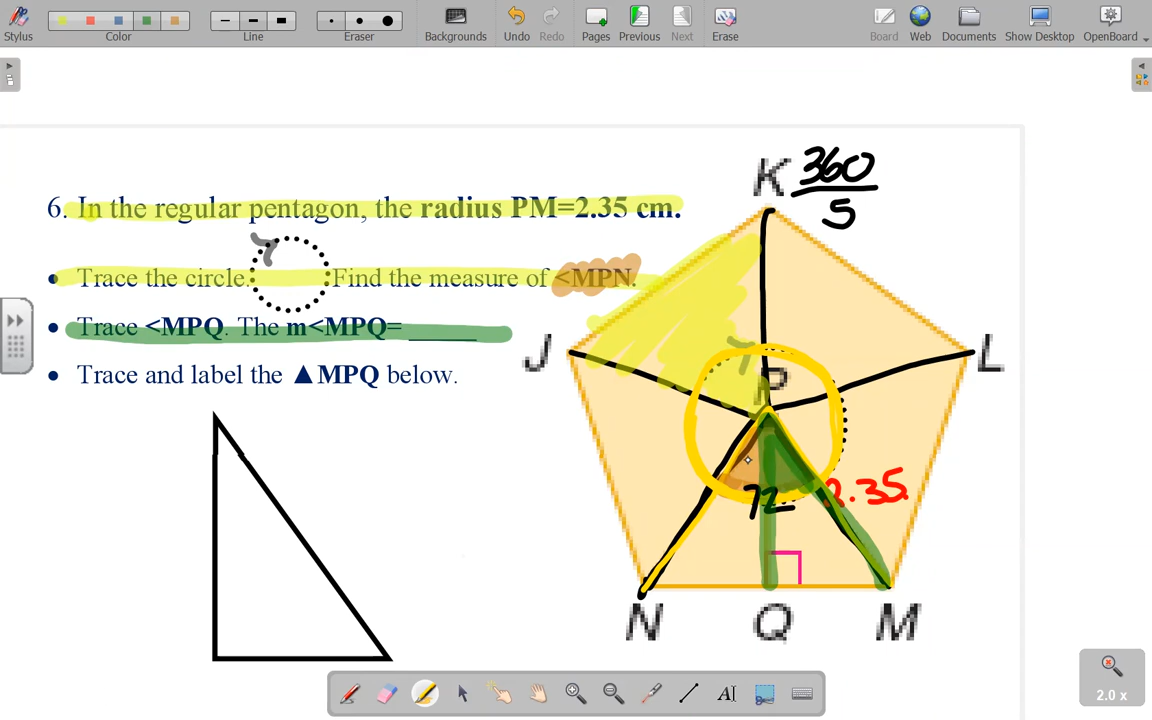 Stylus Color Line Eraser Backgrounds Undo Redo Pages Previous Next Erase Board Web Documents Show Desktop OpenBoard
6. In the regular pentagon, the radius PM=2.35 cm.
• Trace the circle. Find the measure of <MPN.
• Trace <MPQ. The m<MPQ=______
• Trace and label the ▲MPQ below.
K
360
5
J
L
P
72
2.35
N
Q
M
AI
2.0 x